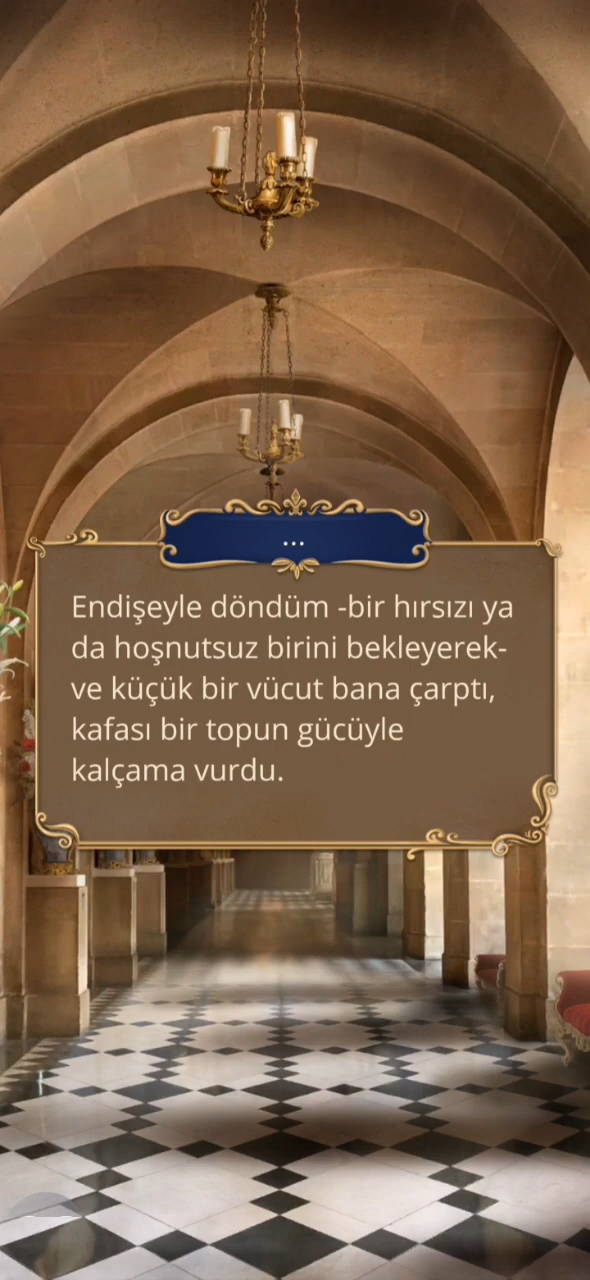 ...
Endişeyle döndüm -bir hırsızı ya
da hoşnutsuz birini bekleyerek-
ve küçük bir vücut bana çarptı,
kafası bir topun gücüyle
kalçama vurdu.